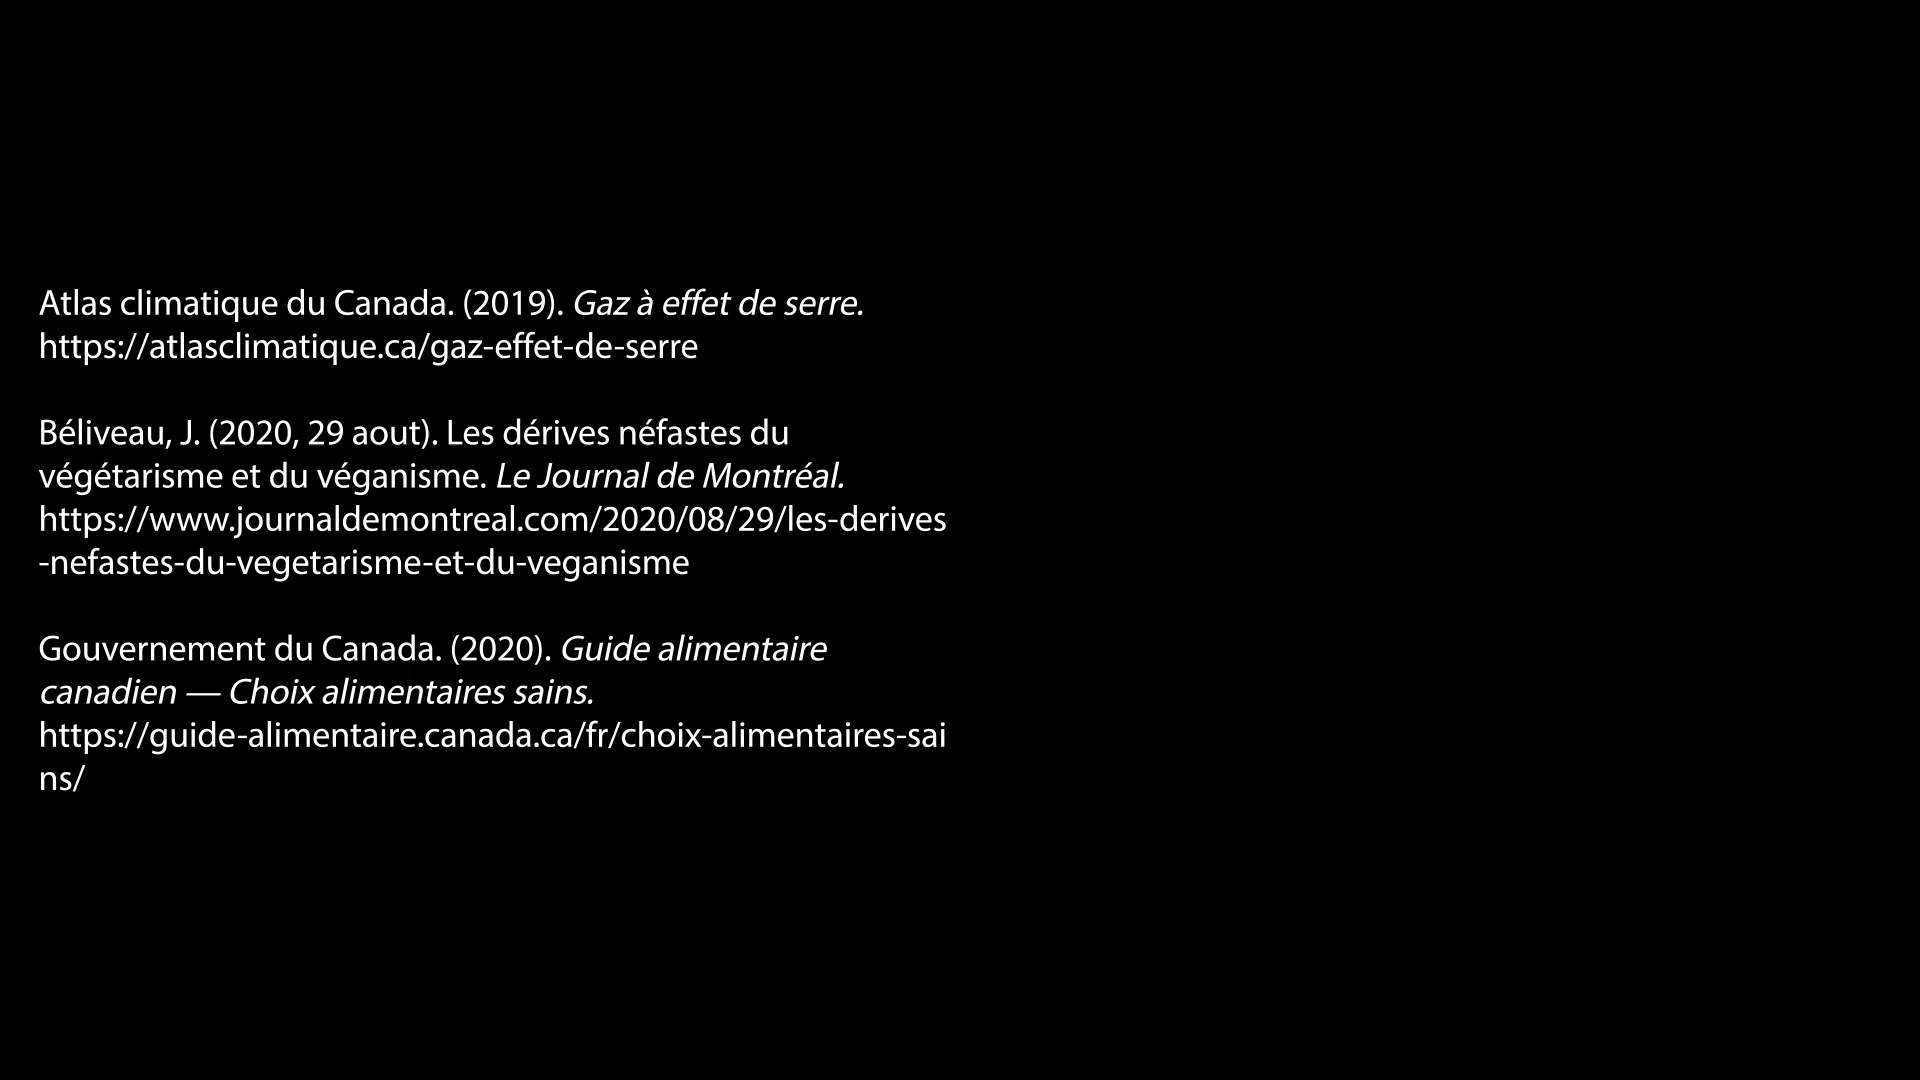 Atlas climatique du Canada. (2019). Gaz à effet de serre.
https://atlasclimatique.ca/gaz-effet-de-serre
Béliveau, J. (2020, 29 aout). Les dérives néfastes du
végétarisme et du véganisme. Le Journal de Montréal.
https://www.journaldemontreal.com/2020/08/29/les-derives
-nefastes-du-vegetarisme-et-du-veganisme
Gouvernement du Canada. (2020). Guide alimentaire
canadien — Choix alimentaires sains.
https://guide-alimentaire.canada.ca/fr/choix-alimentaires-sai
ns/